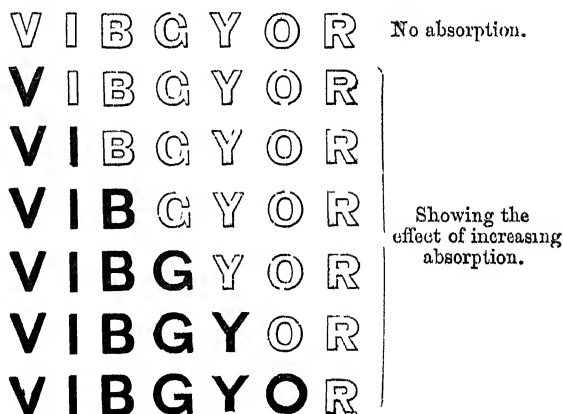 V I B G Y O R No absorption.
V I B G Y O R
V I B G Y O R
V I B G Y O R
Showing the
effect of increasing
absorption.
V I B G Y O R
V I B G Y O R
V I B G Y O R